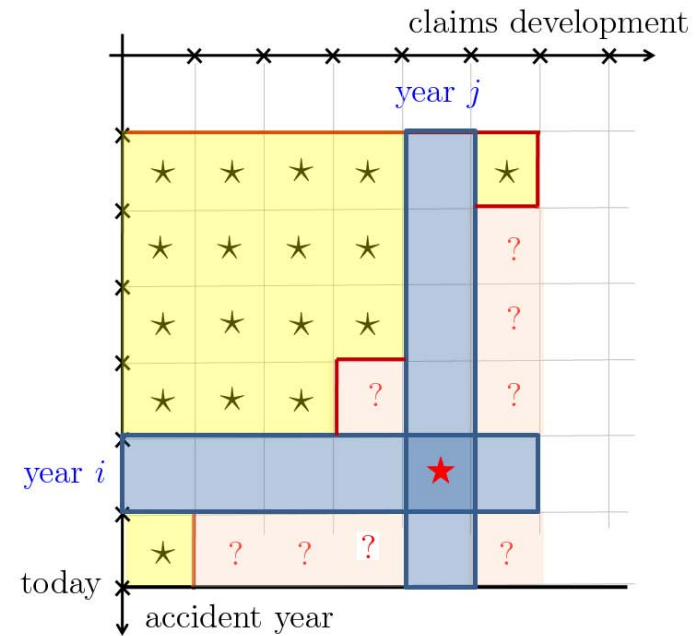 claims development
year j
?
?
? ?
year i
? ? ? ?
today
accident year